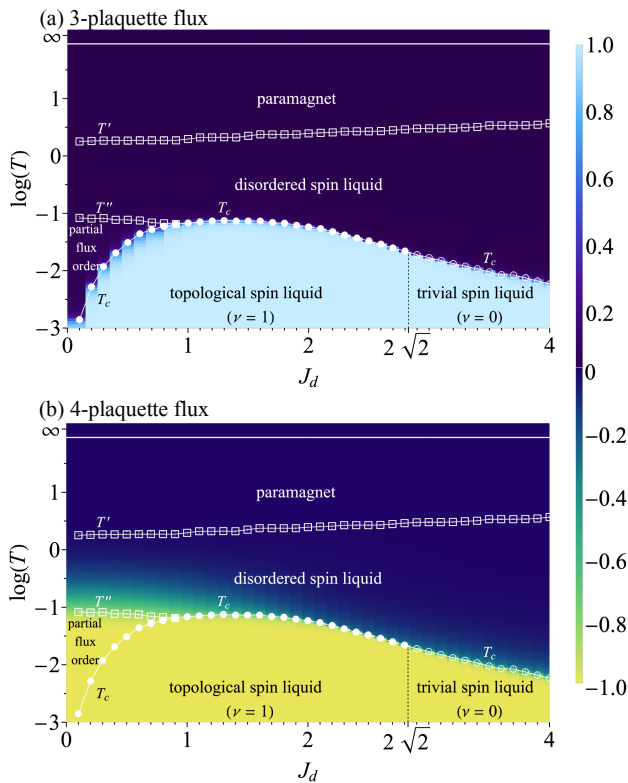 (a) 3-plaquette flux
∞
1
0
−1
−2
−3
log(T)
paramagnet
T′
disordered spin liquid
T″
T_c
partial
flux
order
T_c
T_c
topological spin liquid
(ν = 1)
trivial spin liquid
(ν = 0)
0
1
2
2√2
4
J_d
1.0
0.8
0.6
0.4
0.2
0
−0.2
−0.4
−0.6
−0.8
−1.0
(b) 4-plaquette flux
∞
1
0
−1
−2
−3
log(T)
paramagnet
T′
disordered spin liquid
T″
T_c
partial
flux
order
T_c
T_c
topological spin liquid
(ν = 1)
trivial spin liquid
(ν = 0)
0
1
2
2√2
4
J_d